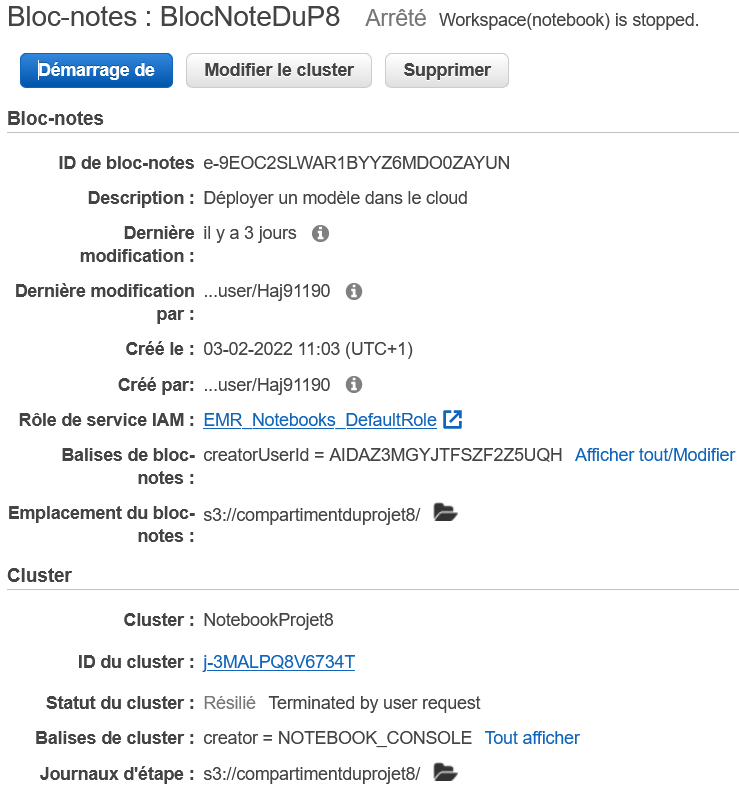 Bloc-notes : BlocNoteDuP8 Arrêté Workspace(notebook) is stopped.
Démarrage de Modifier le cluster Supprimer
Bloc-notes
ID de bloc-notes e-9EOC2SLWAR1BYYZ6MDO0ZAYUN
Description : Déployer un modèle dans le cloud
Dernière il y a 3 jours
modification :
Dernière modification ...user/Haj91190
par :
Créé le : 03-02-2022 11:03 (UTC+1)
Créé par: ...user/Haj91190
Rôle de service IAM : EMR_Notebooks_DefaultRole
Balises de bloc- creatorUserId = AIDAZ3MGYJTFSZF2Z5UQH Afficher tout/Modifier
notes :
Emplacement du bloc- s3://compartimentduprojet8/
notes :
Cluster
Cluster : NotebookProjet8
ID du cluster : j-3MALPQ8V6734T
Statut du cluster : Résilié Terminated by user request
Balises de cluster : creator = NOTEBOOK_CONSOLE Tout afficher
Journaux d'étape : s3://compartimentduprojet8/